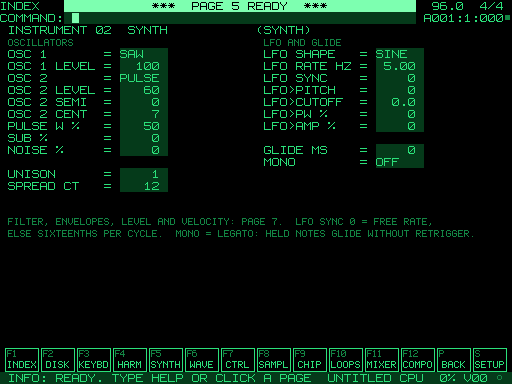 INDEX *** PAGE 5 READY *** 96.0 4/4
COMMAND: A001:1:000
INSTRUMENT 02 SYNTH (SYNTH)
OSCILLATORS LFO AND GLIDE
OSC 1 = SAW LFO SHAPE = SINE
OSC 1 LEVEL = 100 LFO RATE HZ = 5.00
OSC 2 = PULSE LFO SYNC = 0
OSC 2 LEVEL = 60 LFO>PITCH = 0
OSC 2 SEMI = 0 LFO>CUTOFF = 0.0
OSC 2 CENT = 7 LFO>PW % = 0
PULSE W % = 50 LFO>AMP % = 0
SUB % = 0
NOISE % = 0 GLIDE MS = 0
MONO = OFF
UNISON = 1
SPREAD CT = 12
FILTER, ENVELOPES, LEVEL AND VELOCITY: PAGE 7. LFO SYNC 0 = FREE RATE,
ELSE SIXTEENTHS PER CYCLE. MONO = LEGATO: HELD NOTES GLIDE WITHOUT RETRIGGER.
F1 F2 F3 F4 F5 F6 F7 F8 F9 F10 F11 F12 P S
INDEX DISK KEYBD HARM SYNTH WAVE CTRL SAMPL CHIP LOOPS MIXER COMPO BACK SETUP
INFO: READY. TYPE HELP OR CLICK A PAGE UNTITLED CPU 0% V00